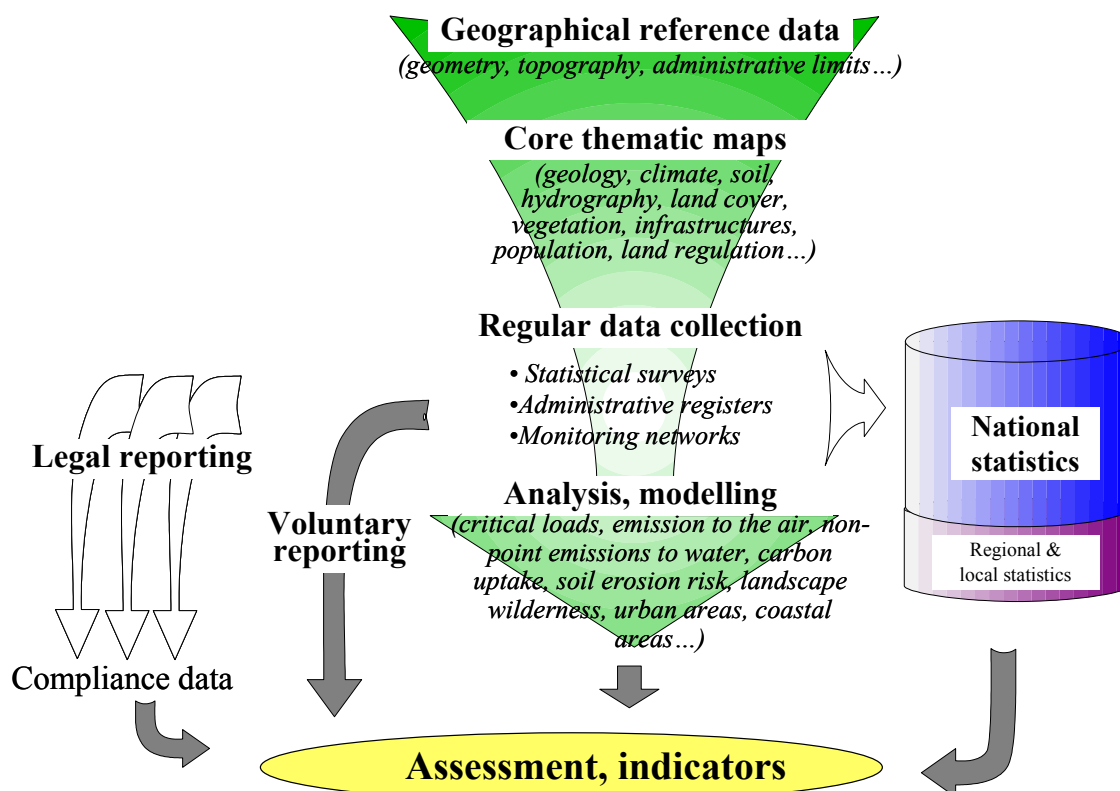 Geographical reference data
(geometry, topography, administrative limits…)
Core thematic maps
(geology, climate, soil,
hydrography, land cover,
vegetation, infrastructures,
population, land regulation…)
Regular data collection
• Statistical surveys
•Administrative registers
•Monitoring networks
National
statistics
Regional &
local statistics
Legal reporting
Voluntary
reporting
Analysis, modelling
(critical loads, emission to the air, non-
point emissions to water, carbon
uptake, soil erosion risk, landscape
wilderness, urban areas, coastal
areas…)
Compliance data
Assessment, indicators